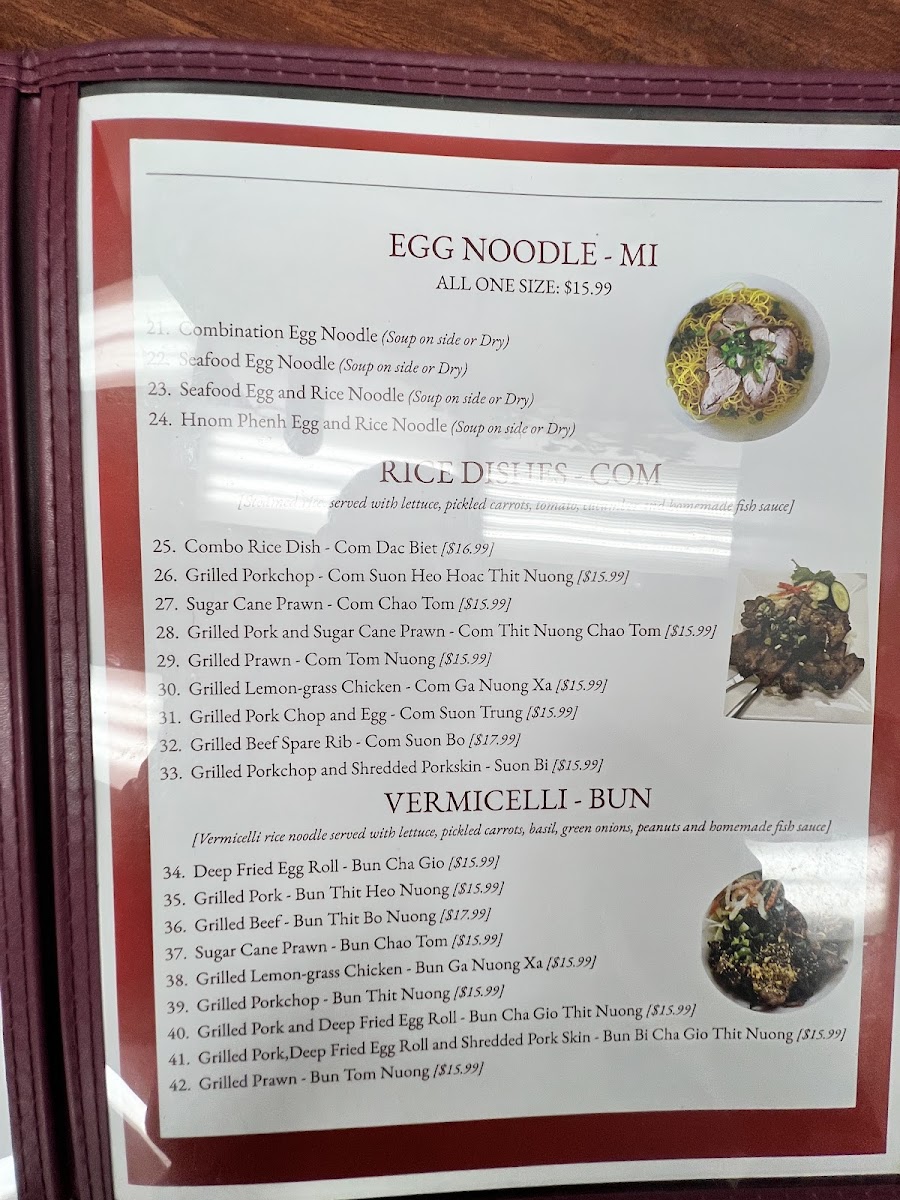 EGG NOODLE - MI
ALL ONE SIZE: $15.99
21. Combination Egg Noodle (Soup on side or Dry)
22. Seafood Egg Noodle (Soup on side or Dry)
23. Seafood Egg and Rice Noodle (Soup on side or Dry)
24. Hnom Phenh Egg and Rice Noodle (Soup on side or Dry)
RICE DISHES - COM
[Steamed rice served with lettuce, pickled carrots, tomato, cucumber and homemade fish sauce]
25. Combo Rice Dish - Com Dac Biet [$16.99]
26. Grilled Porkchop - Com Suon Heo Hoac Thit Nuong [$15.99]
27. Sugar Cane Prawn - Com Chao Tom [$15.99]
28. Grilled Pork and Sugar Cane Prawn - Com Thit Nuong Chao Tom [$15.99]
29. Grilled Prawn - Com Tom Nuong [$15.99]
30. Grilled Lemon-grass Chicken - Com Ga Nuong Xa [$15.99]
31. Grilled Pork Chop and Egg - Com Suon Trung [$15.99]
32. Grilled Beef Spare Rib - Com Suon Bo [$17.99]
33. Grilled Porkchop and Shredded Porkskin - Suon Bi [$15.99]
VERMICELLI - BUN
[Vermicelli rice noodle served with lettuce, pickled carrots, basil, green onions, peanuts and homemade fish sauce]
34. Deep Fried Egg Roll - Bun Cha Gio [$15.99]
35. Grilled Pork - Bun Thit Heo Nuong [$15.99]
36. Grilled Beef - Bun Thit Bo Nuong [$17.99]
37. Sugar Cane Prawn - Bun Chao Tom [$15.99]
38. Grilled Lemon-grass Chicken - Bun Ga Nuong Xa [$15.99]
39. Grilled Porkchop - Bun Thit Nuong [$15.99]
40. Grilled Pork and Deep Fried Egg Roll - Bun Cha Gio Thit Nuong [$15.99]
41. Grilled Pork,Deep Fried Egg Roll and Shredded Pork Skin - Bun Bi Cha Gio Thit Nuong [$15.99]
42. Grilled Prawn - Bun Tom Nuong [$15.99]